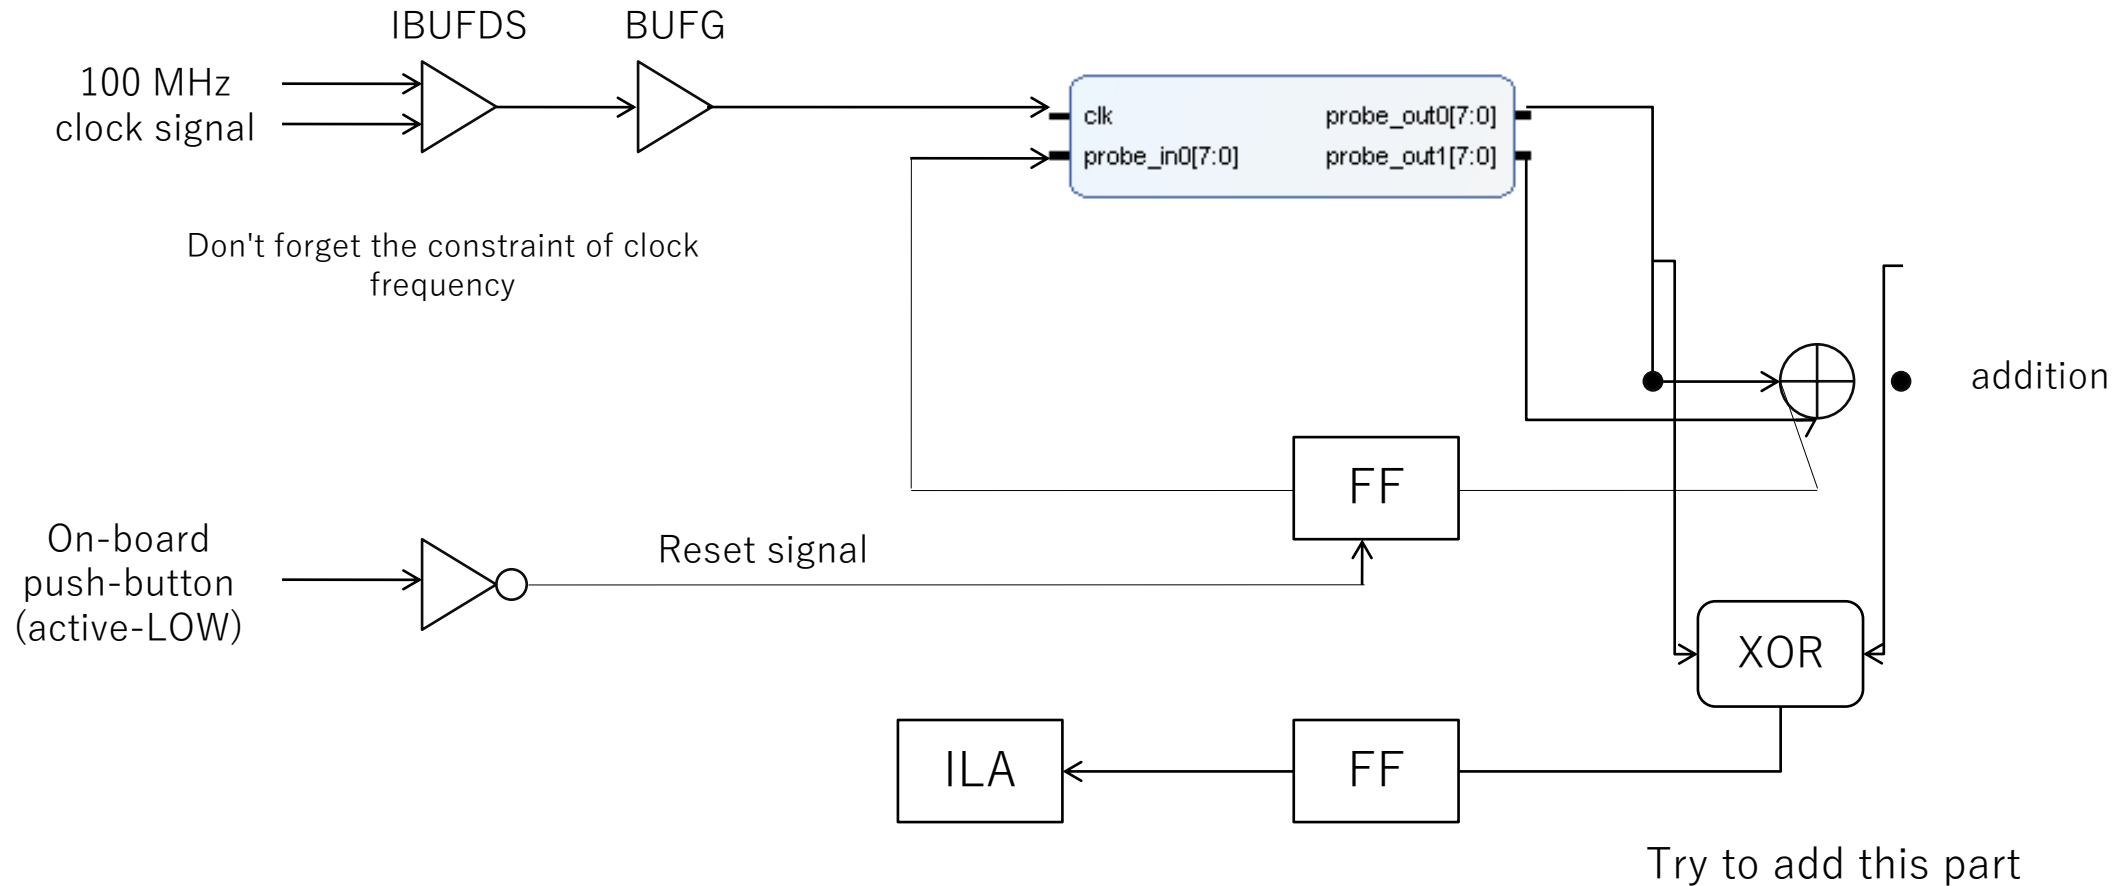 IBUFDS
BUFG
100 MHz
clock signal
clk
probe_in0[7:0]
probe_out0[7:0]
probe_out1[7:0]
Don't forget the constraint of clock
frequency
addition
FF
On-board
push-button
(active-LOW)
Reset signal
XOR
ILA
FF
Try to add this part